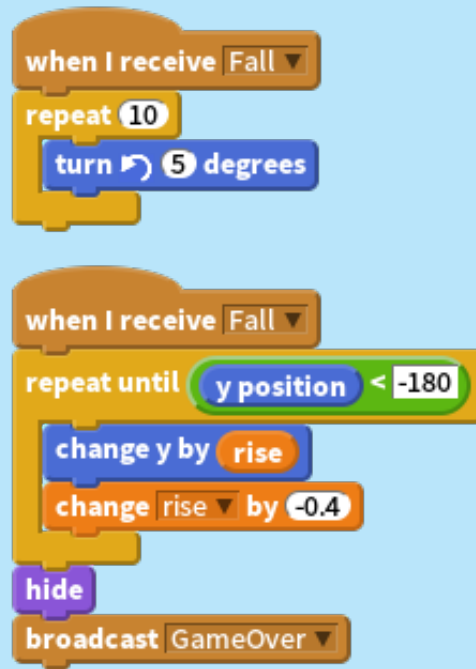 when I receive Fall
repeat 10
turn 5 degrees
when I receive Fall
repeat until y position < -180
change y by rise
change rise by -0.4
hide
broadcast GameOver